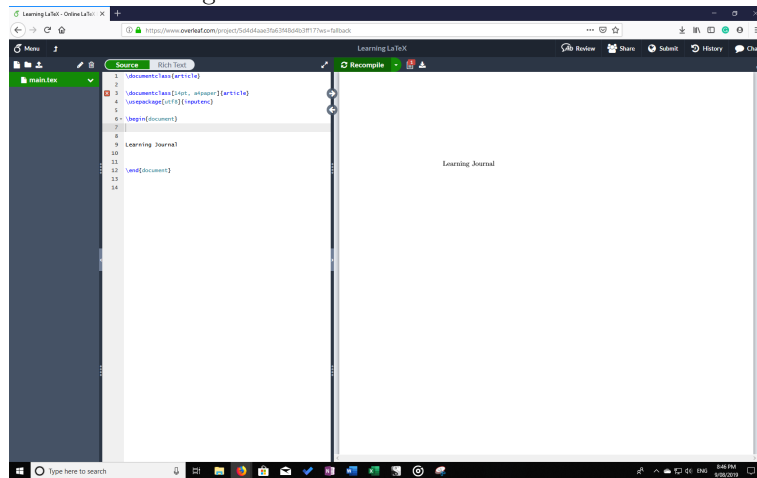 Learning LaTeX - Online LaTeX
https://www.overleaf.com/project/5d4d4aae3fa63f48d4b3ff17?ws=fallback
Menu
Learning LaTeX
Review
Share
Submit
History
Source
Rich Text
Recompile
main.tex
1 \documentclass{article}
2
3 \documentclass[14pt, a4paper]{article}
4 \usepackage[utf8]{inputenc}
5
6 \begin{document}
7
8
9 Learning Journal
10
11
12 \end{document}
13
14
Learning Journal
Type here to search
ENG
8:46 PM
9/08/2019